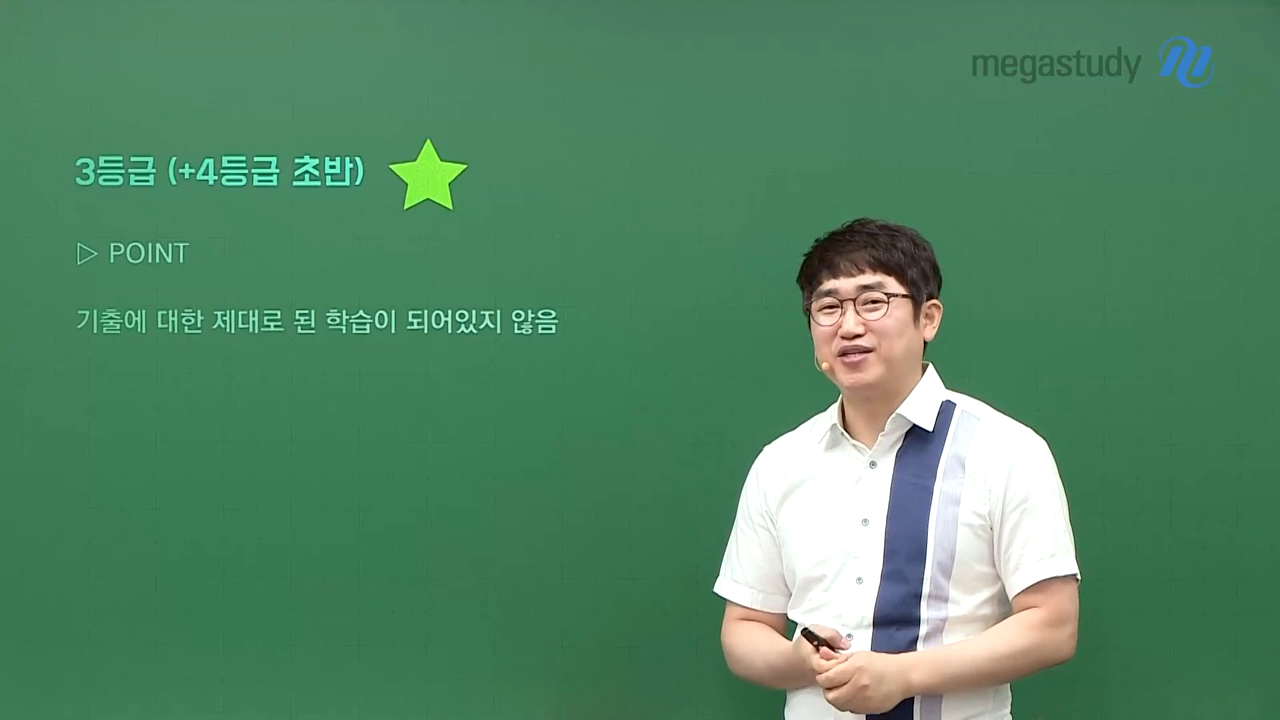 megastudy
3등급 (+4등급 초반)
▷ POINT
기출에 대한 제대로 된 학습이 되어있지 않음